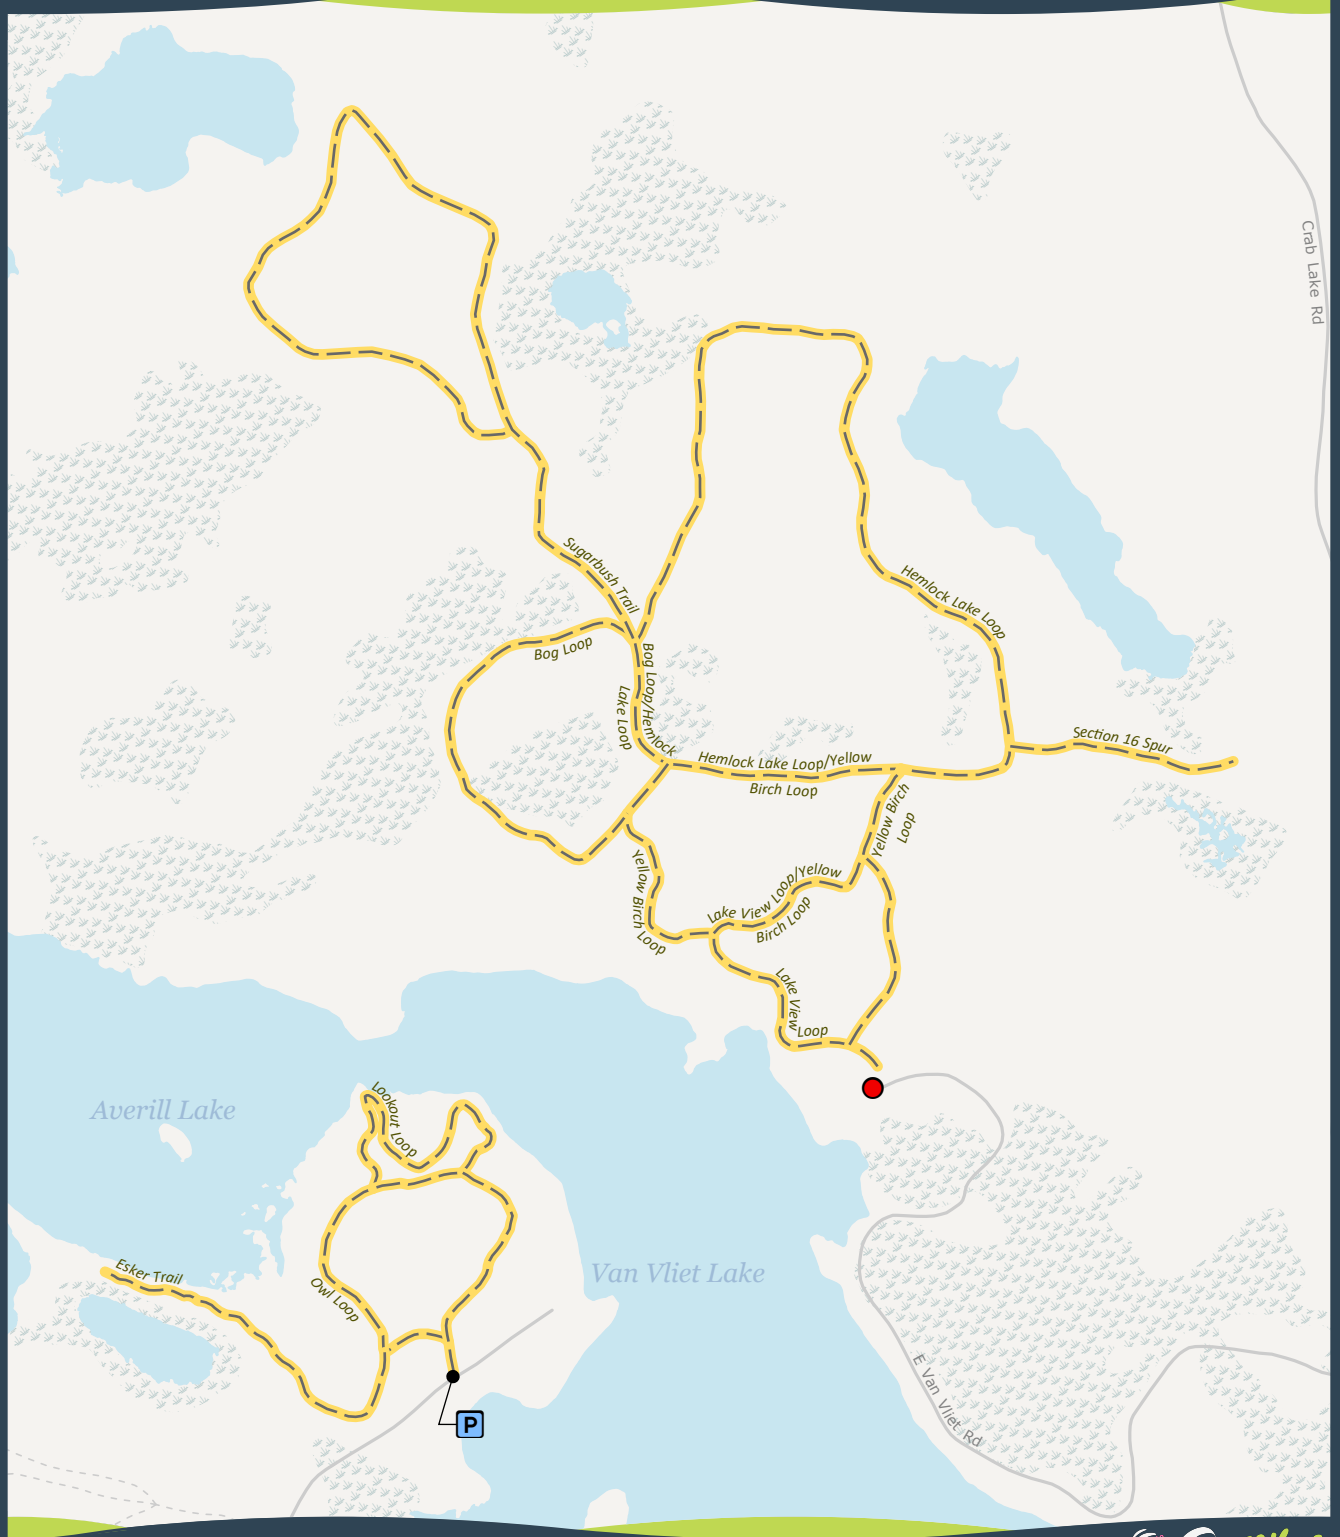 Crab Lake Rd
Sugarbush Trail
Hemlock Lake Loop
Bog Loop
Bog Loop/Hemlock
Lake Loop
Section 16 Spur
Hemlock Lake Loop/Yellow
Birch Loop
Yellow Birch
Loop
Yellow Birch Loop
Lake View Loop/Yellow
Birch Loop
Lake View Loop
Averill Lake
Lookout Loop
Van Vliet Lake
Esker Trail
Owl Loop
E Van Vliet Rd
P